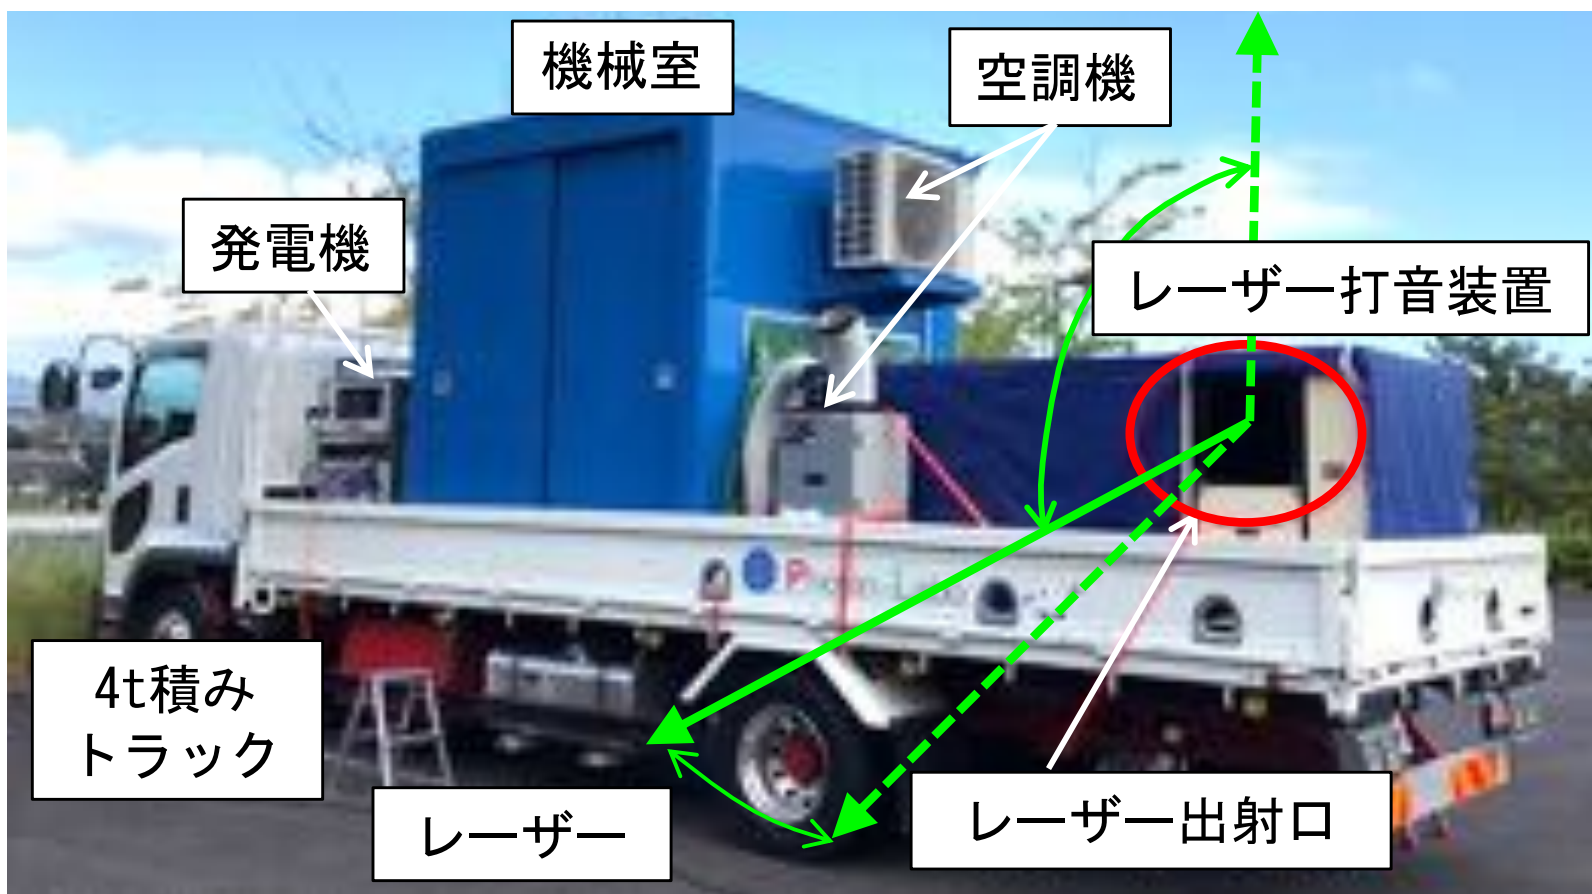 機械室
空調機
発電機
レーザー打音装置
4t積み
トラック
レーザー
レーザー出射口